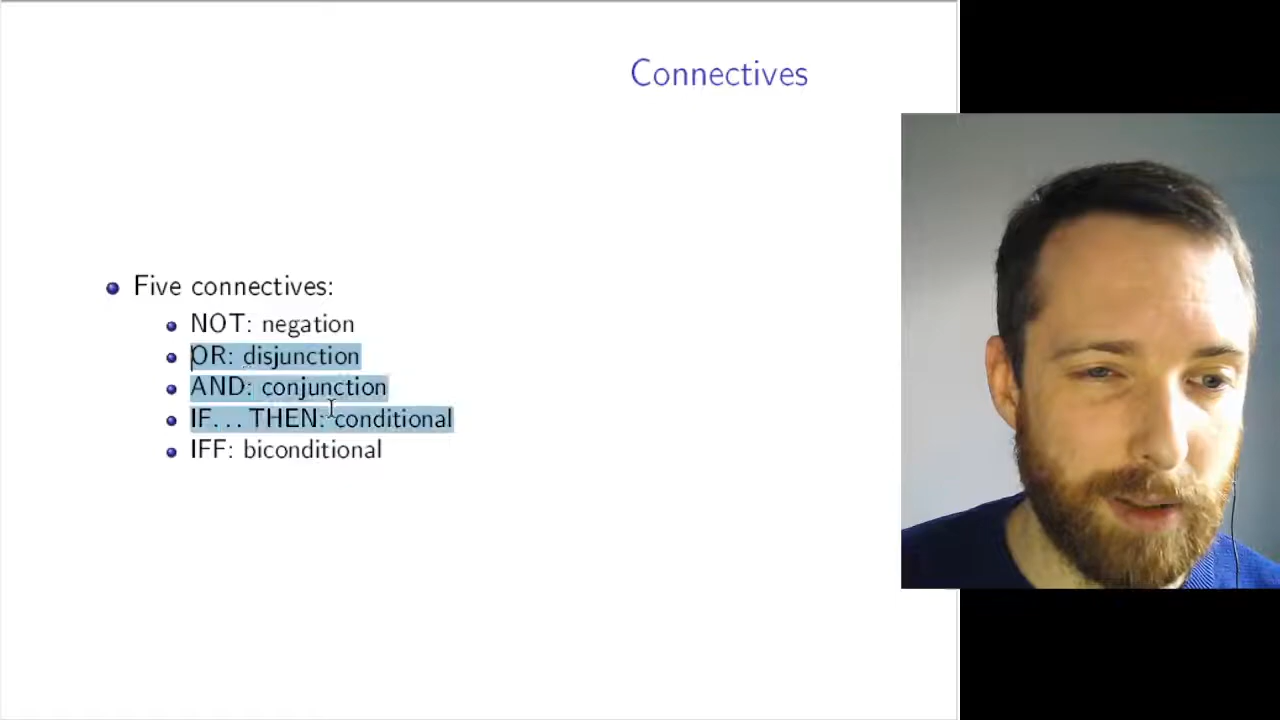 Connectives
Five connectives:
NOT: negation
OR: disjunction
AND: conjunction
IF... THEN: conditional
IFF: biconditional